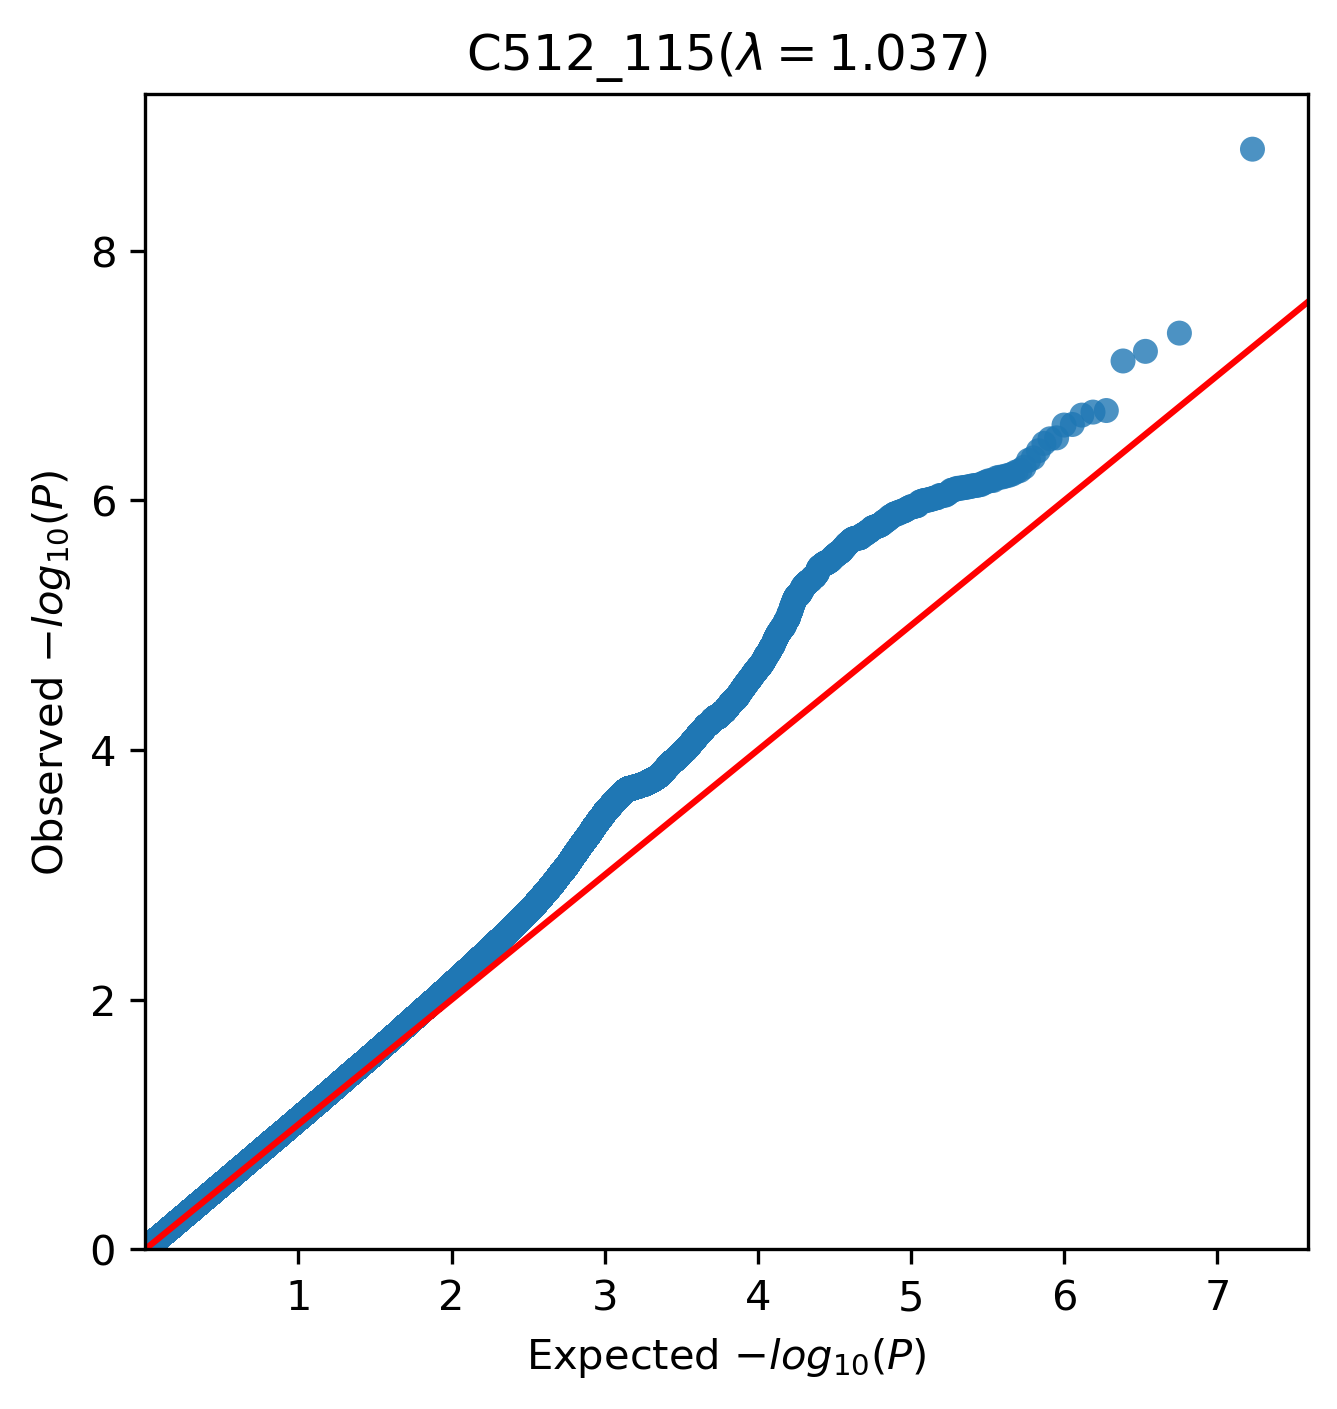 C512_115(λ = 1.037)
Observed −log10(P)
8
6
4
2
0
1 2 3 4 5 6 7
Expected −log10(P)